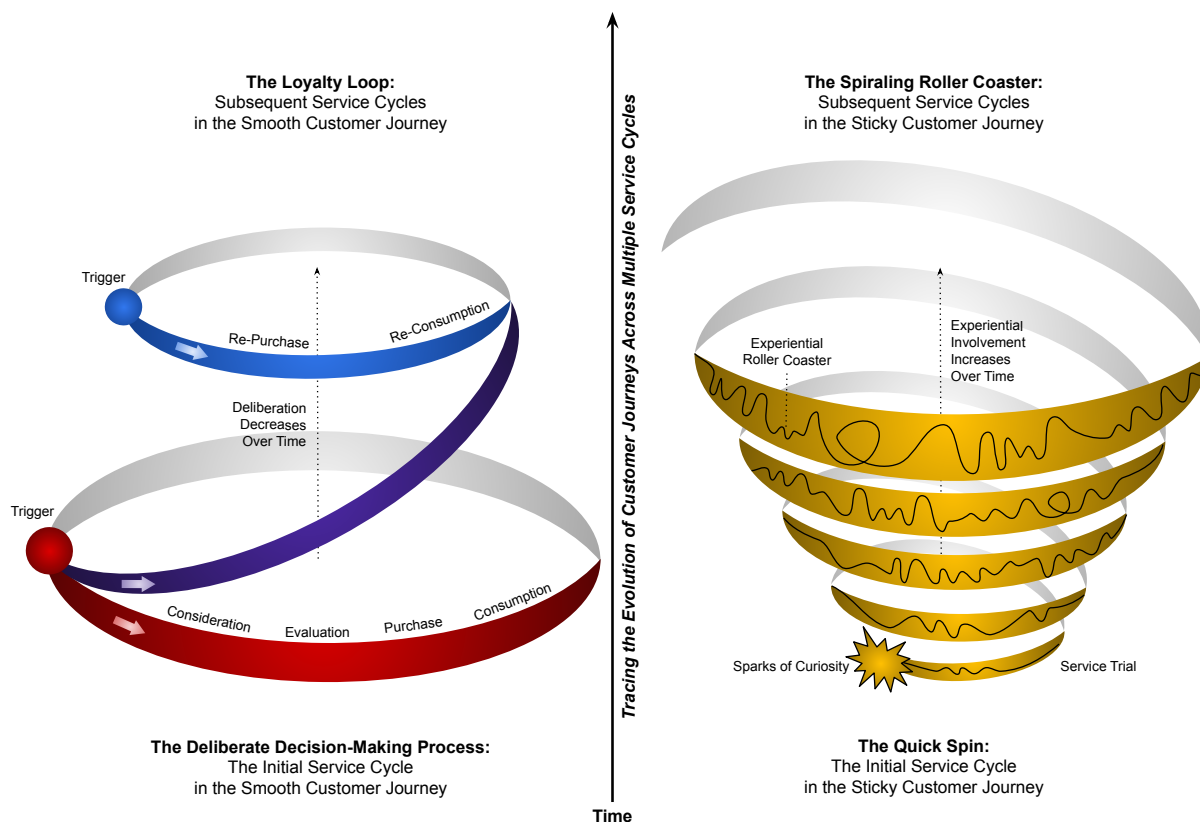 The Loyalty Loop:
Subsequent Service Cycles
in the Smooth Customer Journey
Trigger
Re-Purchase
Re-Consumption
Deliberation
Decreases
Over Time
Trigger
Consideration
Evaluation
Purchase
Consumption
The Deliberate Decision-Making Process:
The Initial Service Cycle
in the Smooth Customer Journey
Tracing the Evolution of Customer Journeys Across Multiple Service Cycles
Time
The Spiraling Roller Coaster:
Subsequent Service Cycles
in the Sticky Customer Journey
Experiential
Roller Coaster
Experiential
Involvement
Increases
Over Time
Sparks of Curiosity
Service Trial
The Quick Spin:
The Initial Service Cycle
in the Sticky Customer Journey